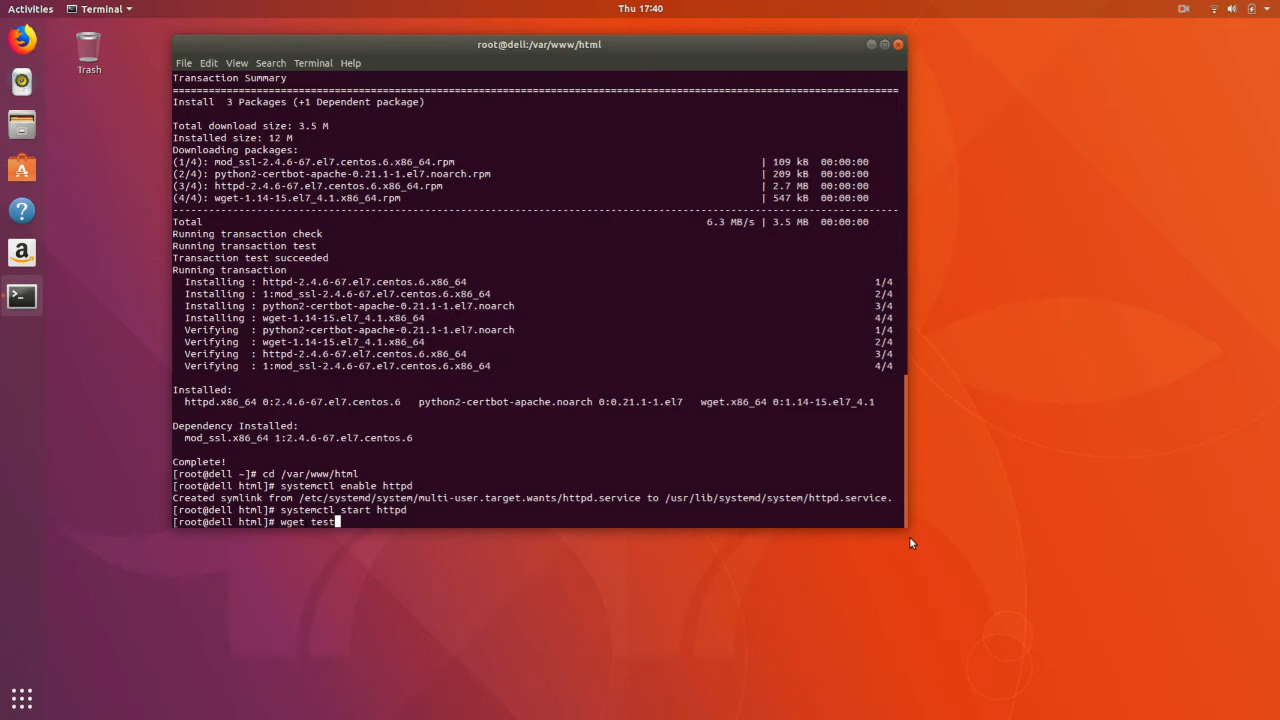 Activities
Terminal
Thu 17:40
Trash
root@dell:/var/www/html
File Edit View Search Terminal Help
Transaction Summary
================================================================================
Install  3 Packages (+1 Dependent package)
Total download size: 3.5 M
Installed size: 12 M
Downloading packages:
(1/4): mod_ssl-2.4.6-67.el7.centos.6.x86_64.rpm | 109 kB  00:00:00
(2/4): python2-certbot-apache-0.21.1-1.el7.noarch.rpm | 209 kB  00:00:00
(3/4): httpd-2.4.6-67.el7.centos.6.x86_64.rpm | 2.7 MB  00:00:00
(4/4): wget-1.14-15.el7_4.1.x86_64.rpm | 547 kB  00:00:00
--------------------------------------------------------------------------------
Total 6.3 MB/s | 3.5 MB  00:00:00
Running transaction check
Running transaction test
Transaction test succeeded
Running transaction
  Installing : httpd-2.4.6-67.el7.centos.6.x86_64 1/4
  Installing : 1:mod_ssl-2.4.6-67.el7.centos.6.x86_64 2/4
  Installing : python2-certbot-apache-0.21.1-1.el7.noarch 3/4
  Installing : wget-1.14-15.el7_4.1.x86_64 4/4
  Verifying  : python2-certbot-apache-0.21.1-1.el7.noarch 1/4
  Verifying  : wget-1.14-15.el7_4.1.x86_64 2/4
  Verifying  : httpd-2.4.6-67.el7.centos.6.x86_64 3/4
  Verifying  : 1:mod_ssl-2.4.6-67.el7.centos.6.x86_64 4/4
Installed:
  httpd.x86_64 0:2.4.6-67.el7.centos.6   python2-certbot-apache.noarch 0:0.21.1-1.el7   wget.x86_64 0:1.14-15.el7_4.1
Dependency Installed:
  mod_ssl.x86_64 1:2.4.6-67.el7.centos.6
Complete!
[root@dell ~]# cd /var/www/html
[root@dell html]# systemctl enable httpd
Created symlink from /etc/systemd/system/multi-user.target.wants/httpd.service to /usr/lib/systemd/system/httpd.service.
[root@dell html]# systemctl start httpd
[root@dell html]# wget test